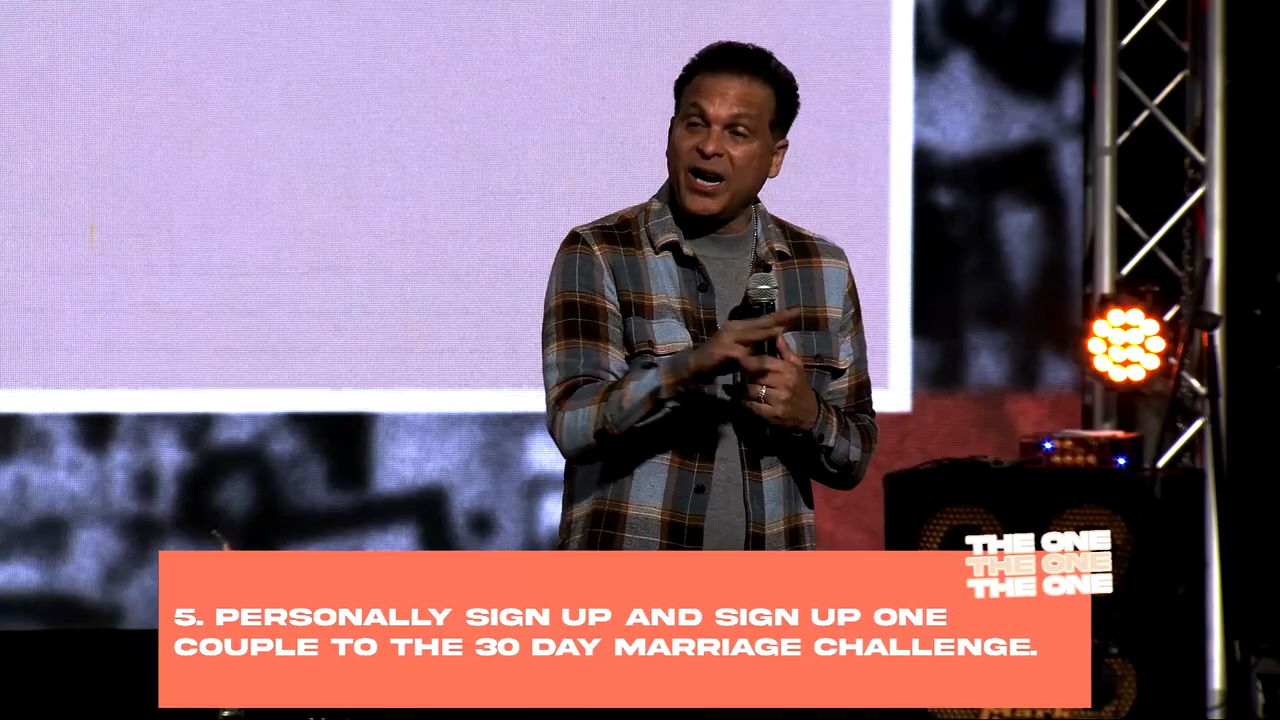 THE ONE
THE ONE
THE ONE
5. PERSONALLY SIGN UP AND SIGN UP ONE
COUPLE TO THE 30 DAY MARRIAGE CHALLENGE.